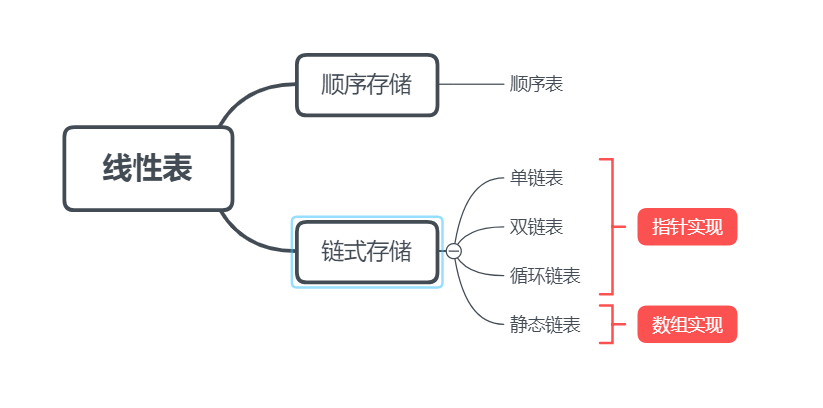 线性表
顺序存储
顺序表
链式存储
单链表
双链表
循环链表
静态链表
指针实现
数组实现